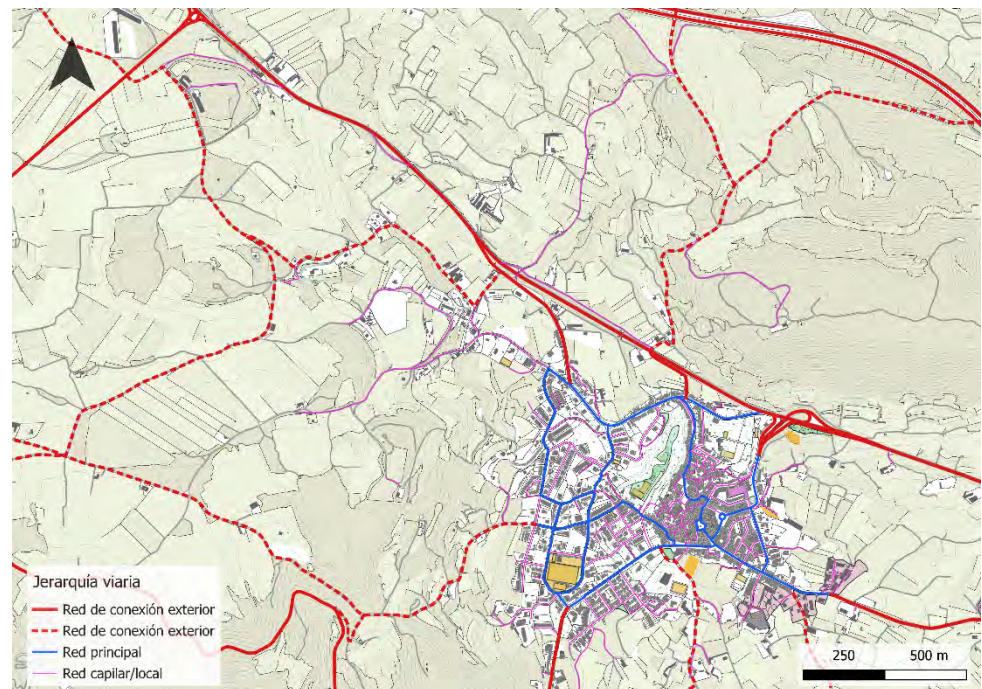 Jerarquía viaria
Red de conexión exterior
Red de conexión exterior
Red principal
Red capilar/local
250 500 m